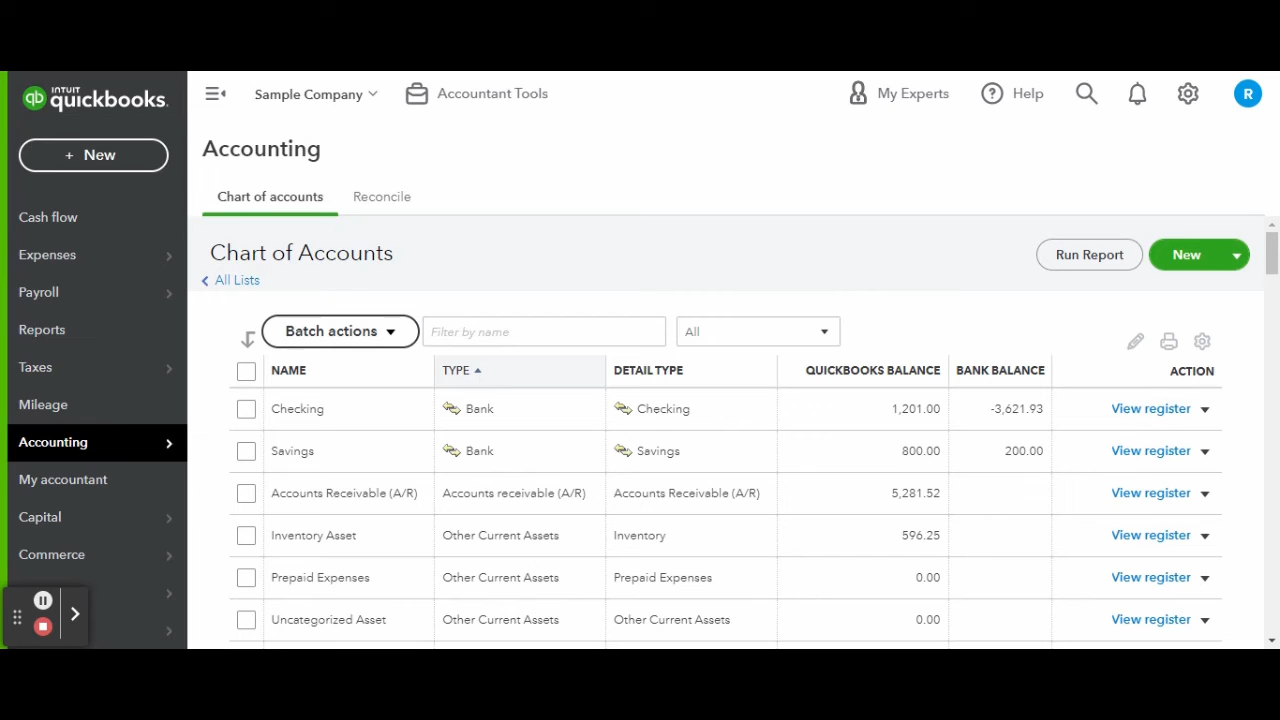 INTUIT
quickbooks.
Sample Company
Accountant Tools
My Experts
Help
R
+ New
Cash flow
Expenses
Payroll
Reports
Taxes
Mileage
Accounting
My accountant
Capital
Commerce
Accounting
Chart of accounts
Reconcile
Chart of Accounts
All Lists
Run Report
New
Batch actions
Filter by name
All
NAME TYPE DETAIL TYPE QUICKBOOKS BALANCE BANK BALANCE ACTION
Checking Bank Checking 1,201.00 -3,621.93 View register
Savings Bank Savings 800.00 200.00 View register
Accounts Receivable (A/R) Accounts receivable (A/R) Accounts Receivable (A/R) 5,281.52 View register
Inventory Asset Other Current Assets Inventory 596.25 View register
Prepaid Expenses Other Current Assets Prepaid Expenses 0.00 View register
Uncategorized Asset Other Current Assets Other Current Assets 0.00 View register